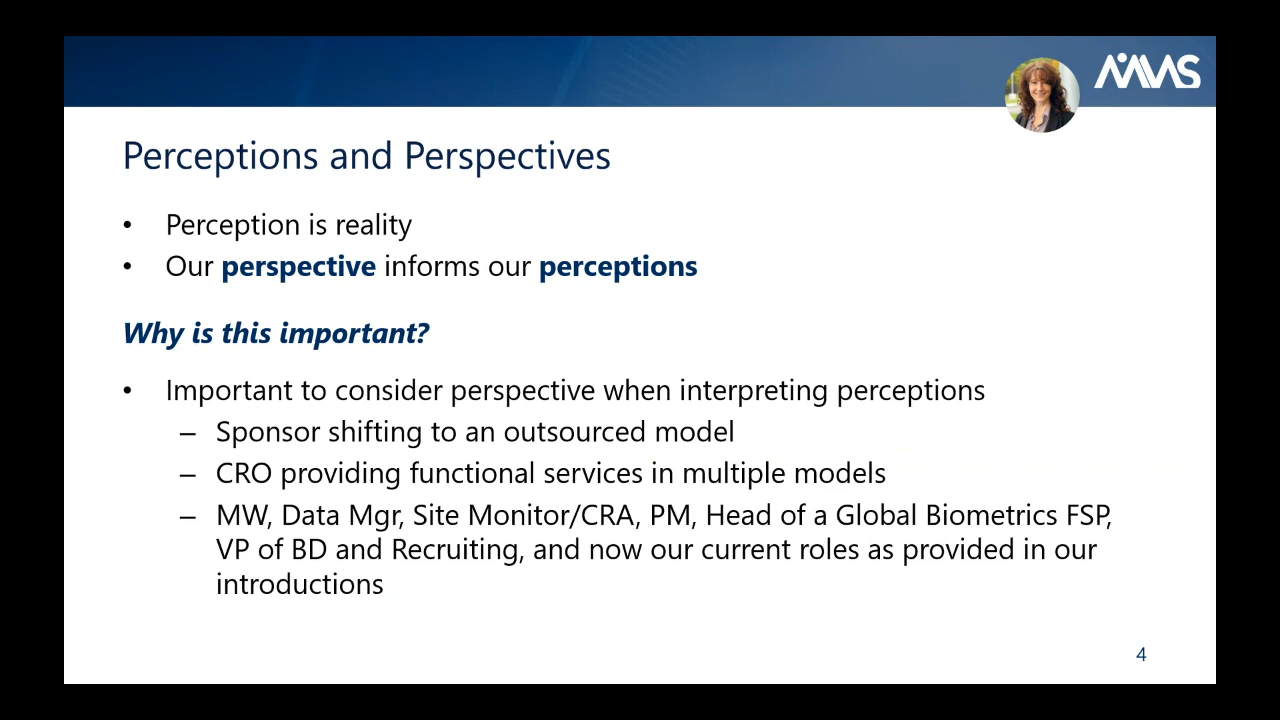 MMS
Perceptions and Perspectives
• Perception is reality
• Our perspective informs our perceptions
Why is this important?
• Important to consider perspective when interpreting perceptions
– Sponsor shifting to an outsourced model
– CRO providing functional services in multiple models
– MW, Data Mgr, Site Monitor/CRA, PM, Head of a Global Biometrics FSP,
VP of BD and Recruiting, and now our current roles as provided in our
introductions
4